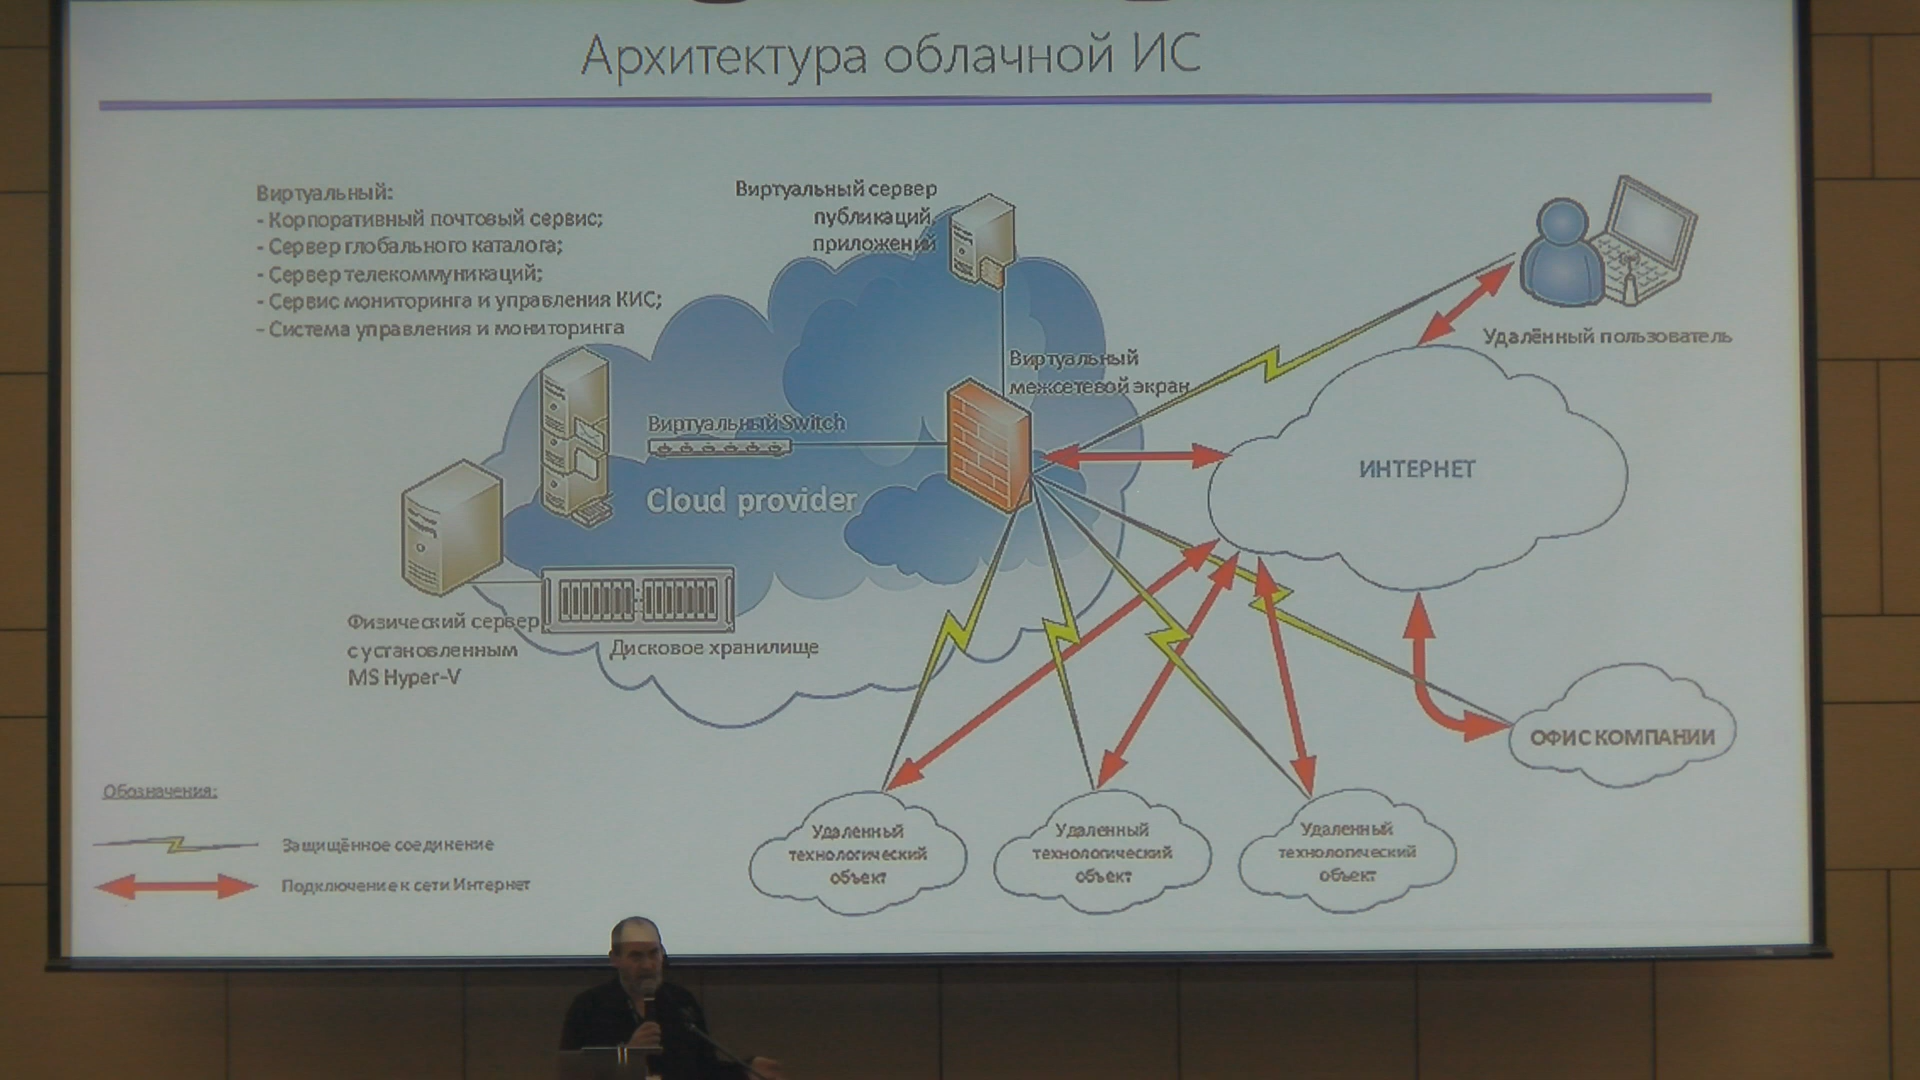 Архитектура облачной ИС
Виртуальный:
- Корпоративный почтовый сервис;
- Сервер глобального каталога;
- Сервер телекоммуникаций;
- Сервис мониторинга и управления КИС;
- Система управления и мониторинга
Виртуальный сервер
публикаций
приложений
Удалённый пользователь
Виртуальный
межсетевой экран
Виртуальный Switch
ИНТЕРНЕТ
Cloud provider
Физический сервер
с установленным
MS Hyper-V
Дисковое хранилище
ОФИС КОМПАНИИ
Обозначения:
Защищённое соединение
Подключение к сети Интернет
Удаленный
технологический
объект
Удаленный
технологический
объект
Удаленный
технологический
объект